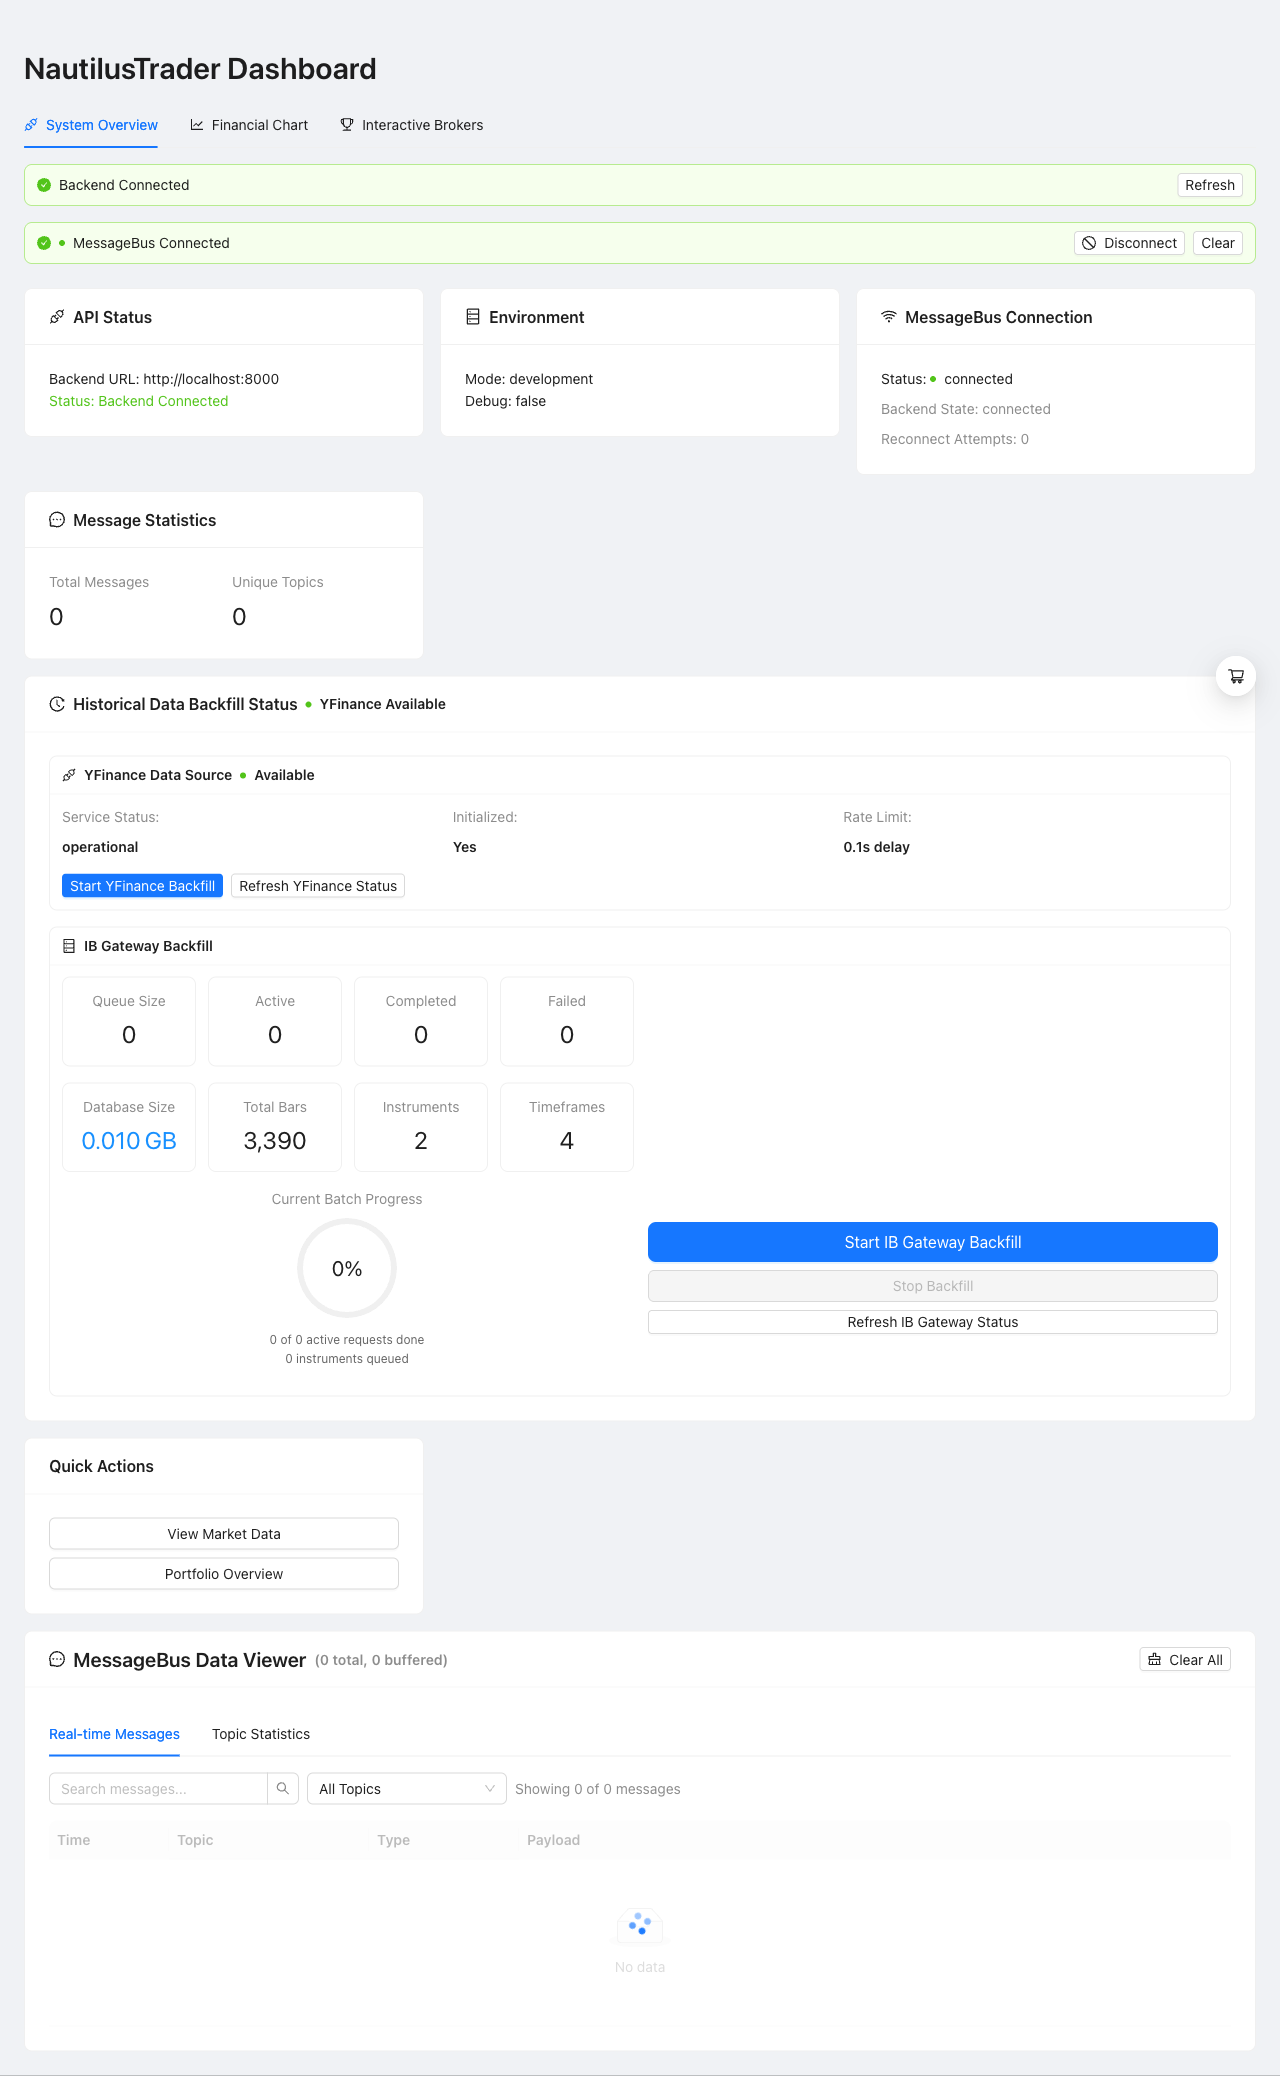 NautilusTrader Dashboard
System Overview
Financial Chart
Interactive Brokers
Backend Connected
Refresh
MessageBus Connected
Disconnect
Clear
API Status
Backend URL: http://localhost:8000
Status: Backend Connected
Environment
Mode: development
Debug: false
MessageBus Connection
Status: connected
Backend State: connected
Reconnect Attempts: 0
Message Statistics
Total Messages
0
Unique Topics
0
Historical Data Backfill Status YFinance Available
YFinance Data Source Available
Service Status:
operational
Initialized:
Yes
Rate Limit:
0.1s delay
Start YFinance Backfill
Refresh YFinance Status
IB Gateway Backfill
Queue Size
0
Active
0
Completed
0
Failed
0
Database Size
0.010 GB
Total Bars
3,390
Instruments
2
Timeframes
4
Current Batch Progress
0%
0 of 0 active requests done
0 instruments queued
Start IB Gateway Backfill
Stop Backfill
Refresh IB Gateway Status
Quick Actions
View Market Data
Portfolio Overview
MessageBus Data Viewer (0 total, 0 buffered)
Clear All
Real-time Messages
Topic Statistics
Search messages...
All Topics
Showing 0 of 0 messages
Time Topic Type Payload
No data